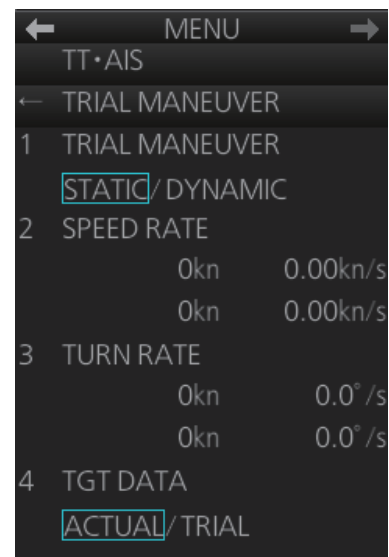 ← MENU →
TT・AIS
← TRIAL MANEUVER
1 TRIAL MANEUVER
STATIC/DYNAMIC
2 SPEED RATE
0kn 0.00kn/s
0kn 0.00kn/s
3 TURN RATE
0kn 0.0°/s
0kn 0.0°/s
4 TGT DATA
ACTUAL/TRIAL